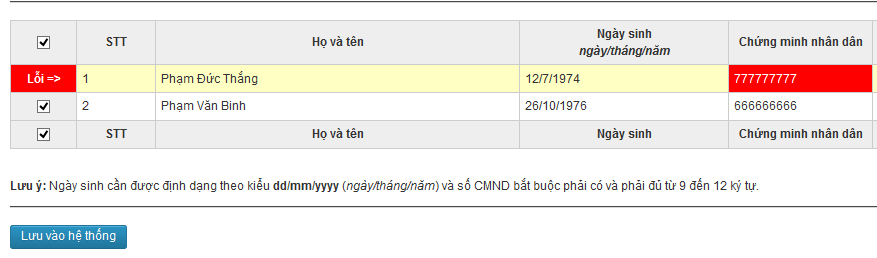 STT Họ và tên Ngày sinh Chứng minh nhân dân
ngày/tháng/năm
Lỗi => 1 Phạm Đức Thắng 12/7/1974 777777777
2 Phạm Văn Binh 26/10/1976 666666666
STT Họ và tên Ngày sinh Chứng minh nhân dân
Lưu ý: Ngày sinh cần được định dạng theo kiểu dd/mm/yyyy (ngày/tháng/năm) và số CMND bắt buộc phải có và phải đủ từ 9 đến 12 ký tự.
Lưu vào hệ thống